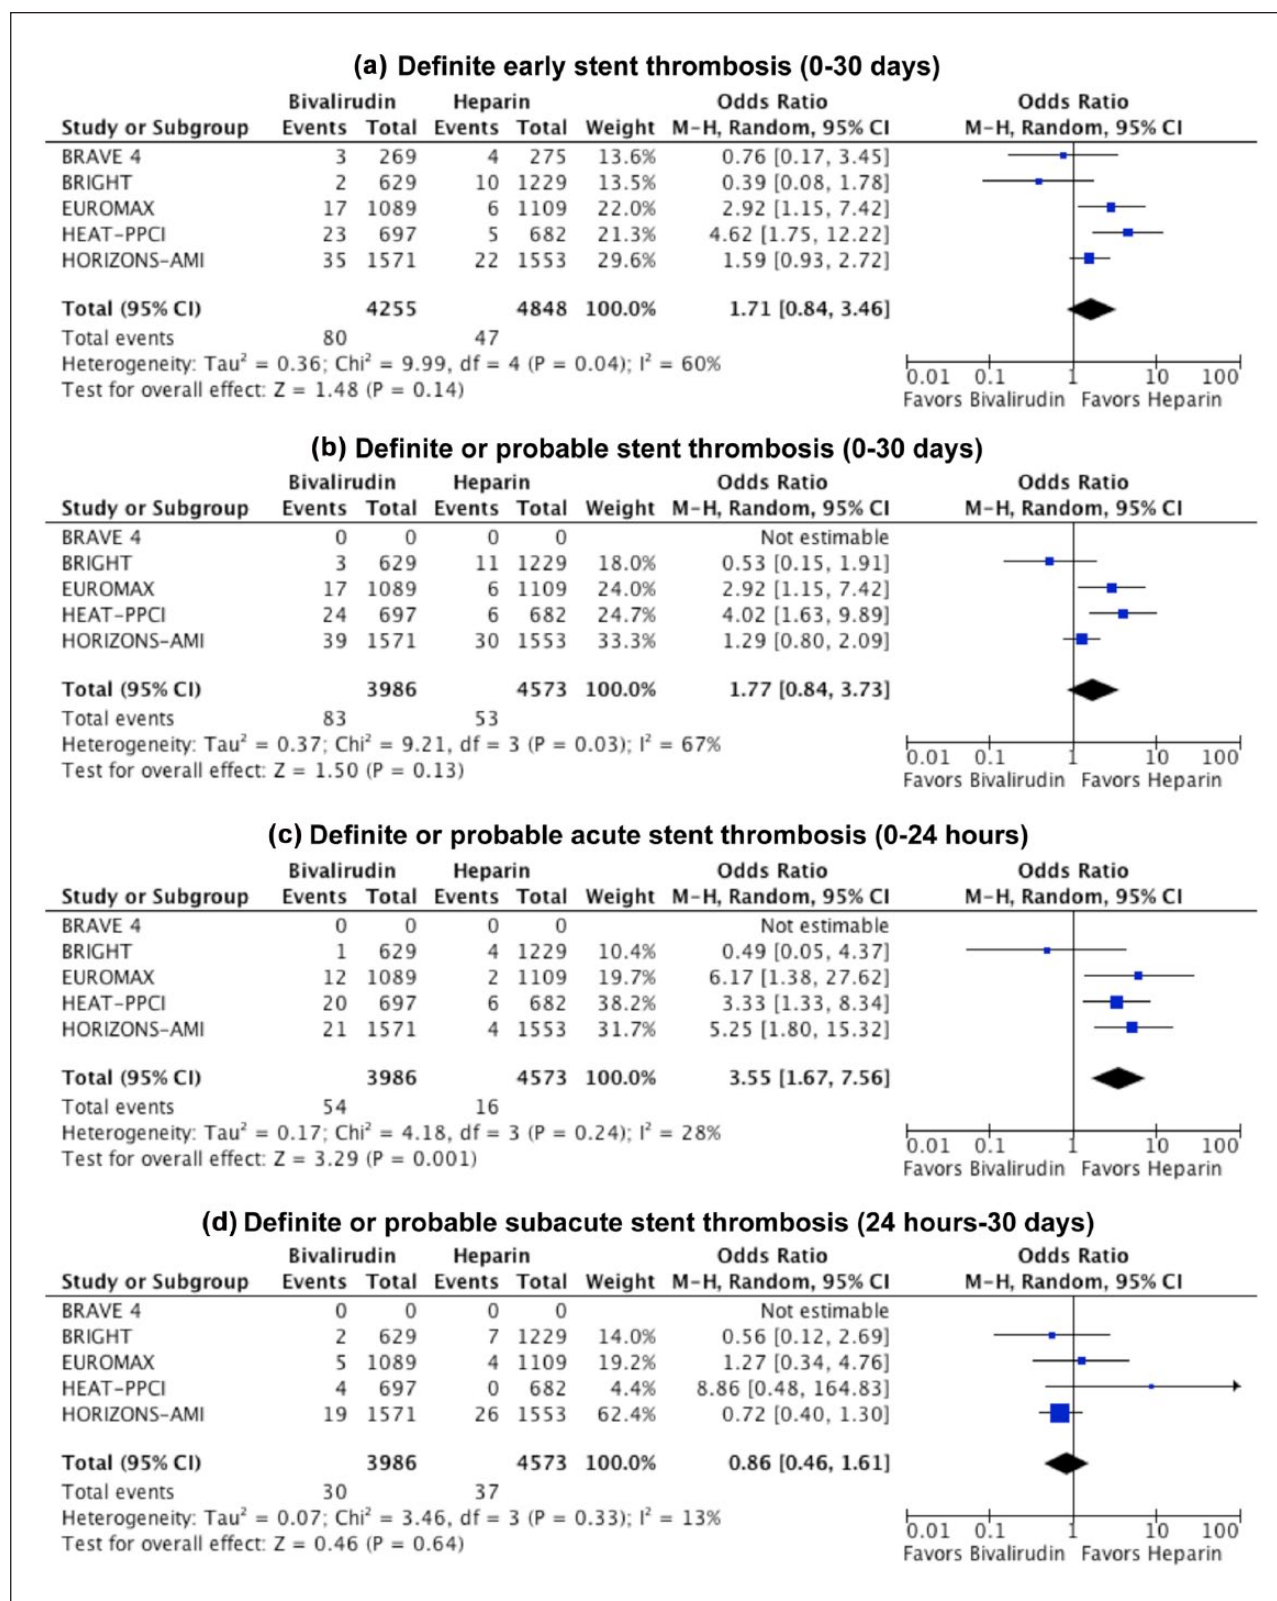 (a) Definite early stent thrombosis (0-30 days)
Bivalirudin Heparin Odds Ratio Odds Ratio
Study or Subgroup Events Total Events Total Weight M-H, Random, 95% CI M-H, Random, 95% CI
BRAVE 4 3 269 4 275 13.6% 0.76 [0.17, 3.45]
BRIGHT 2 629 10 1229 13.5% 0.39 [0.08, 1.78]
EUROMAX 17 1089 6 1109 22.0% 2.92 [1.15, 7.42]
HEAT-PPCI 23 697 5 682 21.3% 4.62 [1.75, 12.22]
HORIZONS-AMI 35 1571 22 1553 29.6% 1.59 [0.93, 2.72]
Total (95% CI) 4255 4848 100.0% 1.71 [0.84, 3.46]
Total events 80 47
Heterogeneity: Tau² = 0.36; Chi² = 9.99, df = 4 (P = 0.04); I² = 60%
Test for overall effect: Z = 1.48 (P = 0.14)
0.01 0.1 1 10 100
Favors Bivalirudin Favors Heparin
(b) Definite or probable stent thrombosis (0-30 days)
Bivalirudin Heparin Odds Ratio Odds Ratio
Study or Subgroup Events Total Events Total Weight M-H, Random, 95% CI M-H, Random, 95% CI
BRAVE 4 0 0 0 0 Not estimable
BRIGHT 3 629 11 1229 18.0% 0.53 [0.15, 1.91]
EUROMAX 17 1089 6 1109 24.0% 2.92 [1.15, 7.42]
HEAT-PPCI 24 697 6 682 24.7% 4.02 [1.63, 9.89]
HORIZONS-AMI 39 1571 30 1553 33.3% 1.29 [0.80, 2.09]
Total (95% CI) 3986 4573 100.0% 1.77 [0.84, 3.73]
Total events 83 53
Heterogeneity: Tau² = 0.37; Chi² = 9.21, df = 3 (P = 0.03); I² = 67%
Test for overall effect: Z = 1.50 (P = 0.13)
0.01 0.1 1 10 100
Favors Bivalirudin Favors Heparin
(c) Definite or probable acute stent thrombosis (0-24 hours)
Bivalirudin Heparin Odds Ratio Odds Ratio
Study or Subgroup Events Total Events Total Weight M-H, Random, 95% CI M-H, Random, 95% CI
BRAVE 4 0 0 0 0 Not estimable
BRIGHT 1 629 4 1229 10.4% 0.49 [0.05, 4.37]
EUROMAX 12 1089 2 1109 19.7% 6.17 [1.38, 27.62]
HEAT-PPCI 20 697 6 682 38.2% 3.33 [1.33, 8.34]
HORIZONS-AMI 21 1571 4 1553 31.7% 5.25 [1.80, 15.32]
Total (95% CI) 3986 4573 100.0% 3.55 [1.67, 7.56]
Total events 54 16
Heterogeneity: Tau² = 0.17; Chi² = 4.18, df = 3 (P = 0.24); I² = 28%
Test for overall effect: Z = 3.29 (P = 0.001)
0.01 0.1 1 10 100
Favors Bivalirudin Favors Heparin
(d) Definite or probable subacute stent thrombosis (24 hours-30 days)
Bivalirudin Heparin Odds Ratio Odds Ratio
Study or Subgroup Events Total Events Total Weight M-H, Random, 95% CI M-H, Random, 95% CI
BRAVE 4 0 0 0 0 Not estimable
BRIGHT 2 629 7 1229 14.0% 0.56 [0.12, 2.69]
EUROMAX 5 1089 4 1109 19.2% 1.27 [0.34, 4.76]
HEAT-PPCI 4 697 0 682 4.4% 8.86 [0.48, 164.83]
HORIZONS-AMI 19 1571 26 1553 62.4% 0.72 [0.40, 1.30]
Total (95% CI) 3986 4573 100.0% 0.86 [0.46, 1.61]
Total events 30 37
Heterogeneity: Tau² = 0.07; Chi² = 3.46, df = 3 (P = 0.33); I² = 13%
Test for overall effect: Z = 0.46 (P = 0.64)
0.01 0.1 1 10 100
Favors Bivalirudin Favors Heparin